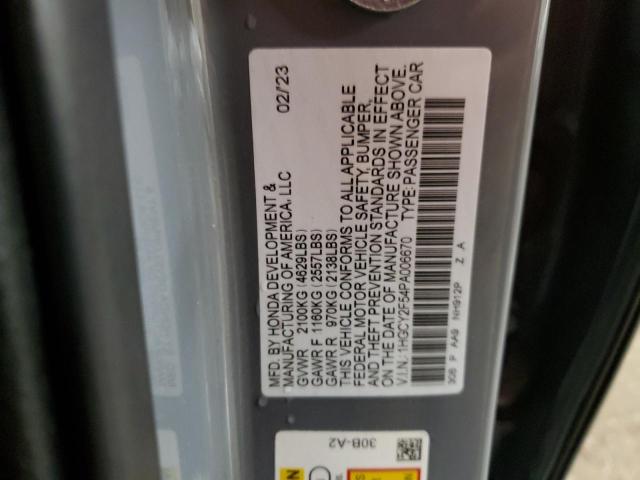 MFD. BY HONDA DEVELOPMENT & 02/'23
MANUFACTURING OF AMERICA, LLC
GVWR 2100KG (4629LBS)
GAWR F 1160KG (2557LBS)
GAWR R 970KG (2138LBS)
THIS VEHICLE CONFORMS TO ALL APPLICABLE
FEDERAL MOTOR VEHICLE SAFETY, BUMPER,
AND THEFT PREVENTION STANDARDS IN EFFECT
ON THE DATE OF MANUFACTURE SHOWN ABOVE.
V.I.N.: 1HGCY2F54PA006670 TYPE: PASSENGER CAR
30B P AA9 NH912P Z A
30B-A2